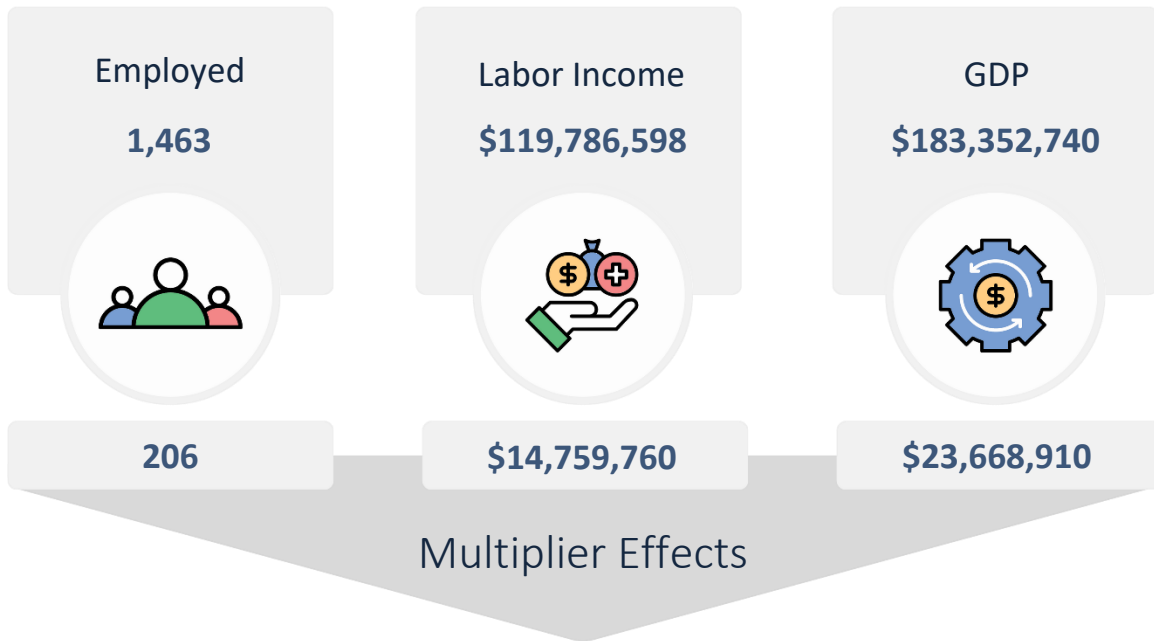 Employed
1,463
Labor Income
$119,786,598
GDP
$183,352,740
$
$
206
$14,759,760
$23,668,910
Multiplier Effects